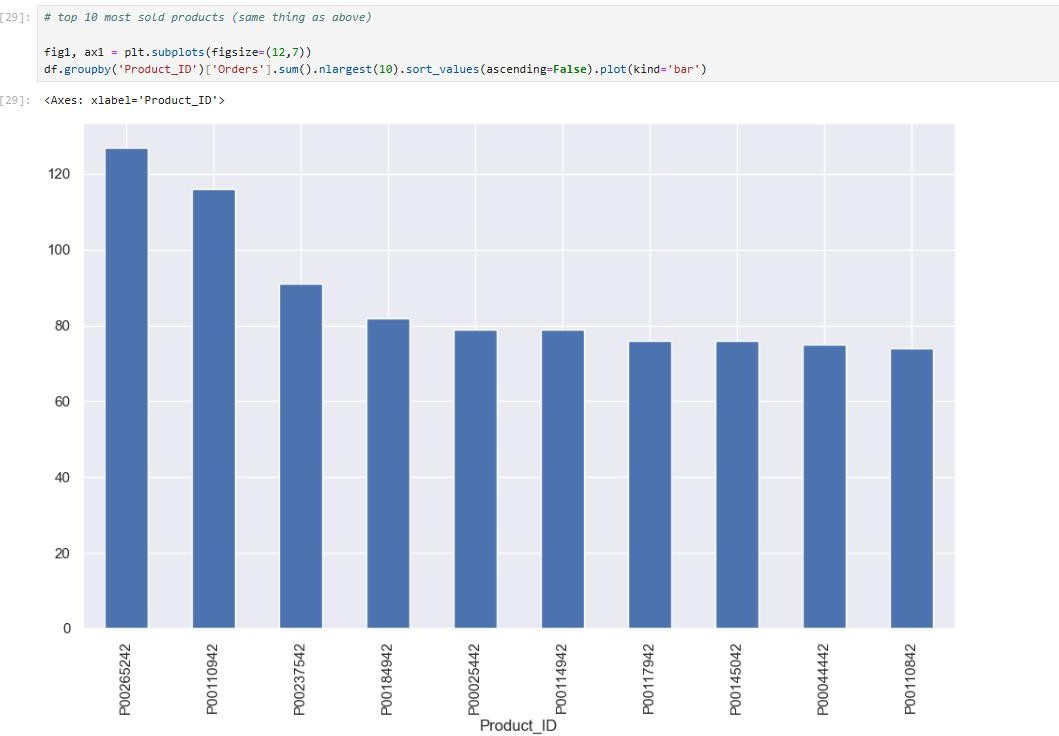 [29]: # top 10 most sold products (same thing as above)
fig1, ax1 = plt.subplots(figsize=(12,7))
df.groupby('Product_ID')['Orders'].sum().nlargest(10).sort_values(ascending=False).plot(kind='bar')
[29]: <Axes: xlabel='Product_ID'>
120
100
80
60
40
20
0
P00265242
P00110942
P00237542
P00184942
P00025442
P00114942
P00117942
P00145042
P00044442
P00110842
Product_ID